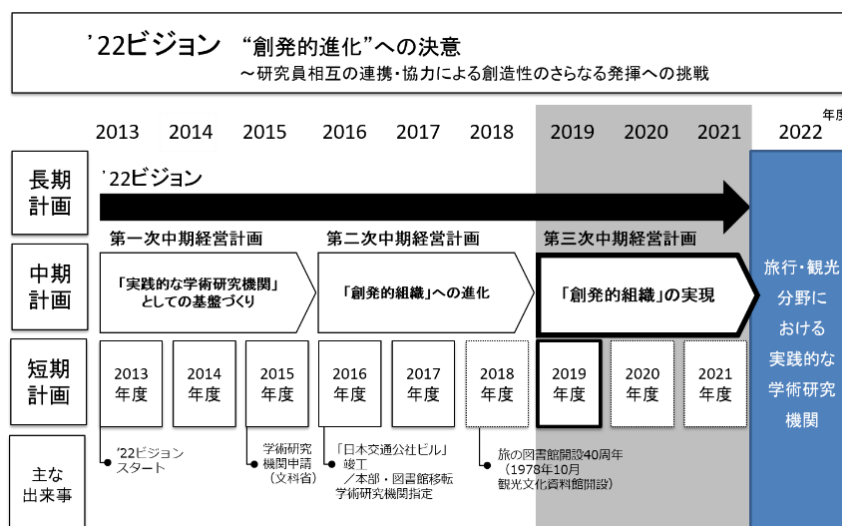 ’22ビジョン “創発的進化”への決意
～研究員相互の連携・協力による創造性のさらなる発揮への挑戦
年度
2013 2014 2015 2016 2017 2018 2019 2020 2021 2022
長期
計画
’22ビジョン
中期
計画
第一次中期経営計画
「実践的な学術研究機関」
としての基盤づくり
第二次中期経営計画
「創発的組織」への進化
第三次中期経営計画
「創発的組織」の実現
短期
計画
2013
年度
2014
年度
2015
年度
2016
年度
2017
年度
2018
年度
2019
年度
2020
年度
2021
年度
主な
出来事
’22ビジョン
スタート
学術研究
機関申請
（文科省）
「日本交通公社ビル」
竣工
／本部・図書館移転
学術研究機関指定
旅の図書館開設40周年
（1978年10月
観光文化資料館開設）
旅行・観光
分野に
おける
実践的な
学術研究
機関